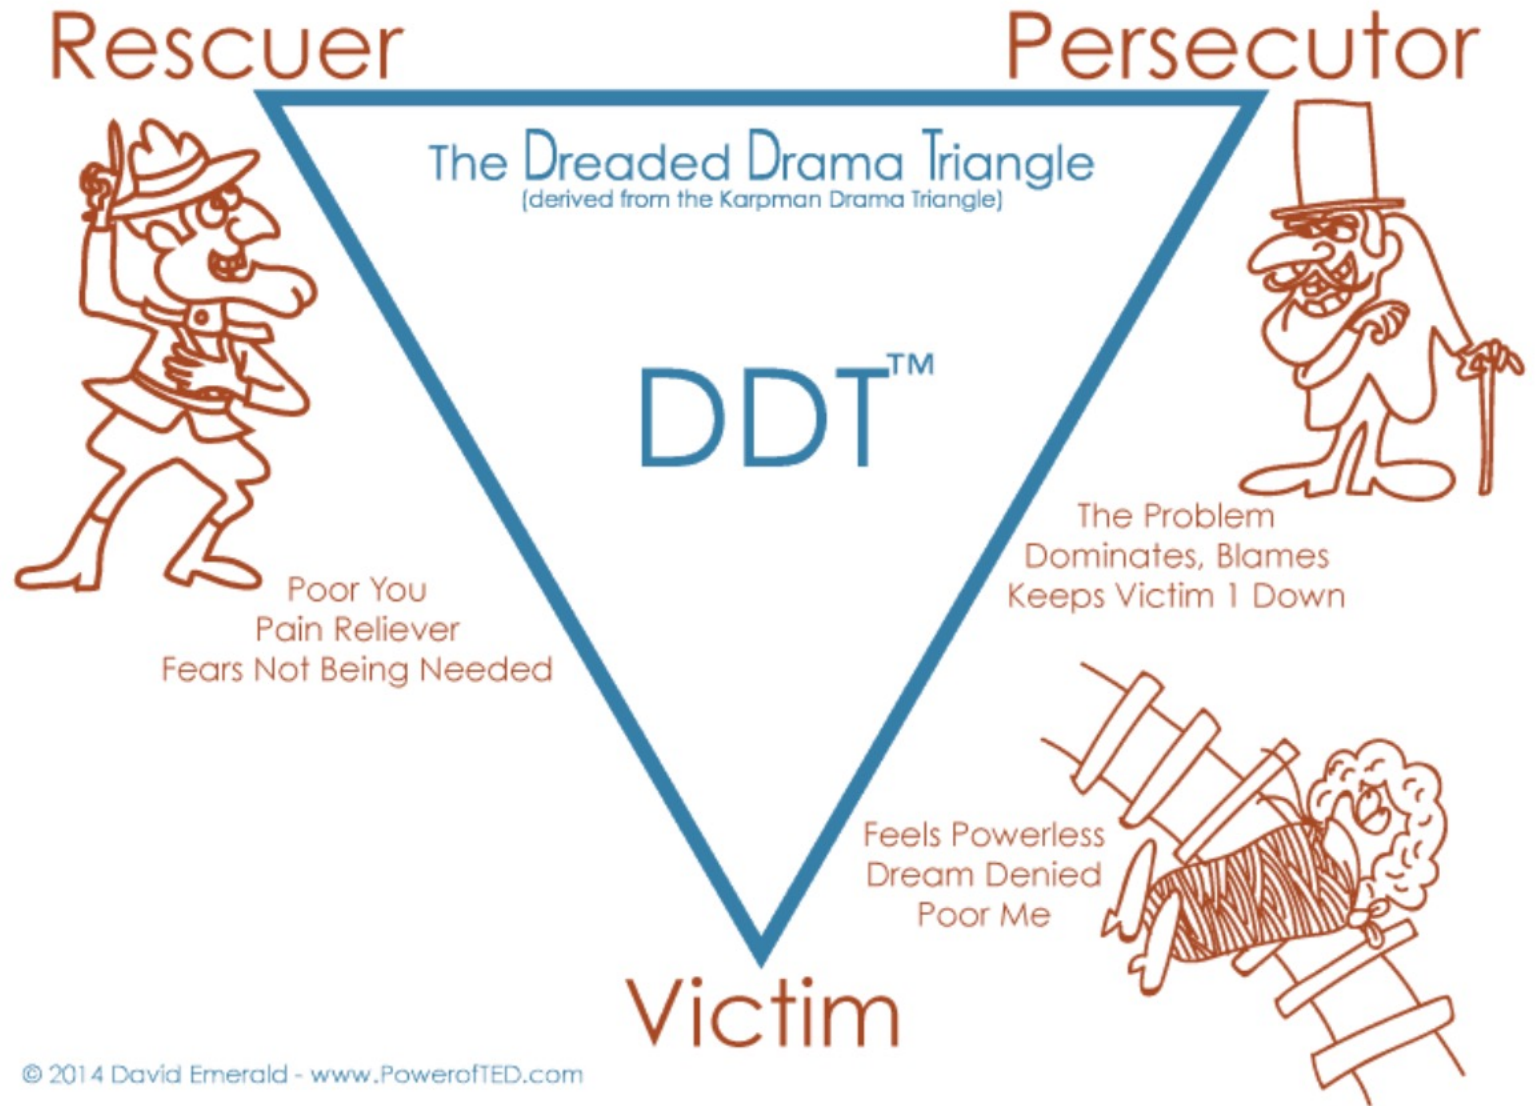 Rescuer
Persecutor
The Dreaded Drama Triangle
(derived from the Karpman Drama Triangle)
DDT™
The Problem
Dominates, Blames
Keeps Victim 1 Down
Poor You
Pain Reliever
Fears Not Being Needed
Feels Powerless
Dream Denied
Poor Me
Victim
© 2014 David Emerald - www.PowerofTED.com